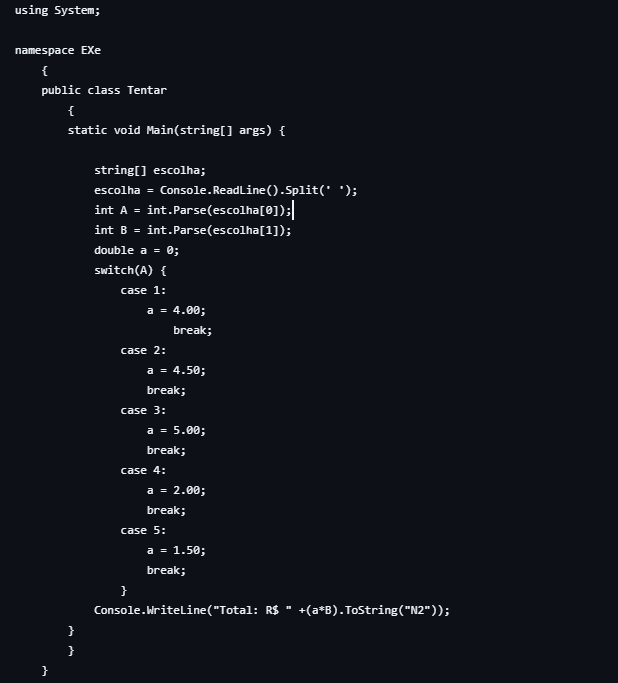 using System;
namespace EXe
{
public class Tentar
{
static void Main(string[] args) {
string[] escolha;
escolha = Console.ReadLine().Split(' ');
int A = int.Parse(escolha[0]);
int B = int.Parse(escolha[1]);
double a = 0;
switch(A) {
case 1:
a = 4.00;
break;
case 2:
a = 4.50;
break;
case 3:
a = 5.00;
break;
case 4:
a = 2.00;
break;
case 5:
a = 1.50;
break;
}
Console.WriteLine("Total: R$ " +(a*B).ToString("N2"));
}
}
}